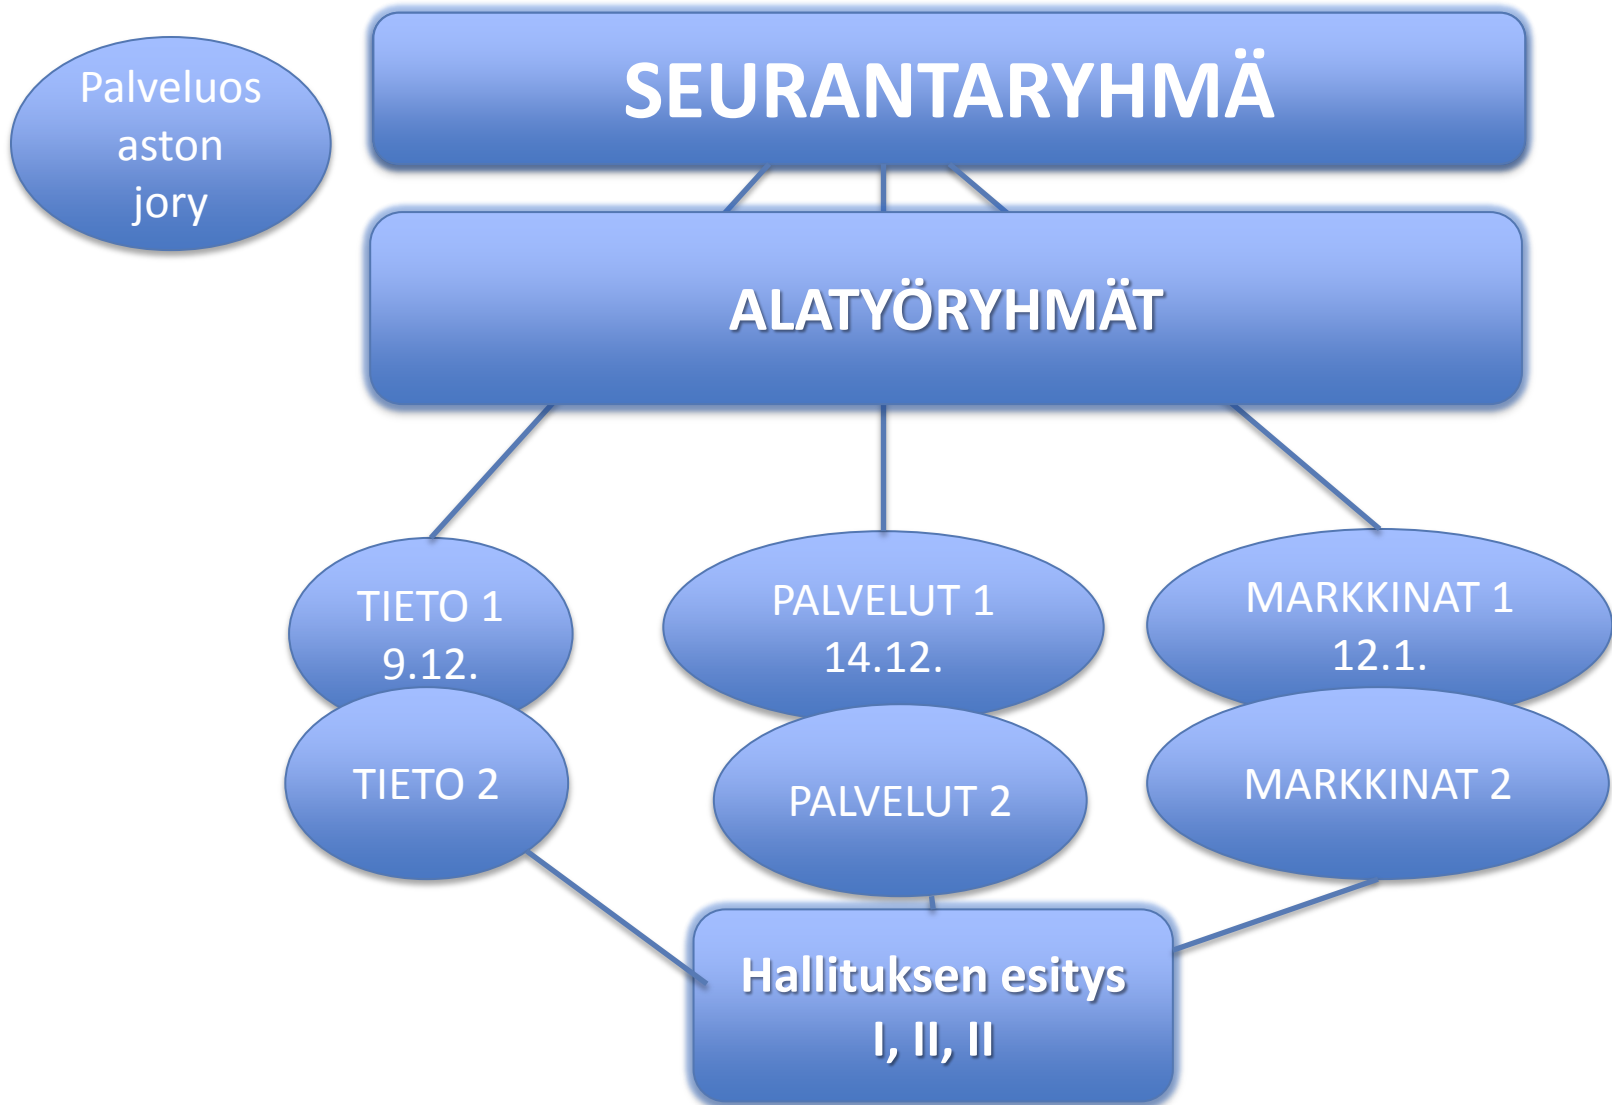 Palveluos
aston
jory
SEURANTARYHMÄ
ALATYÖRYHMÄT
TIETO 1
9.12.
PALVELUT 1
14.12.
MARKKINAT 1
12.1.
TIETO 2
PALVELUT 2
MARKKINAT 2
Hallituksen esitys
I, II, II